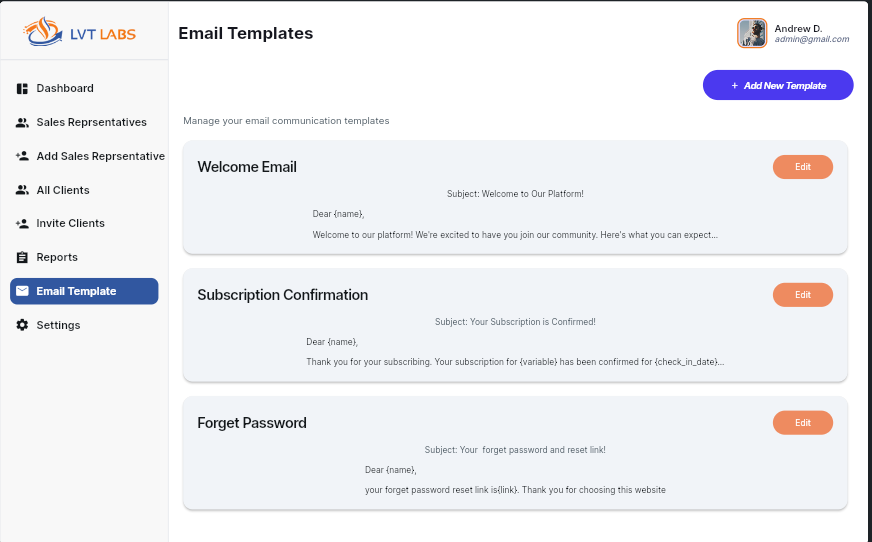 LVT LABS
Email Templates
Andrew D.
admin@gmail.com
Dashboard
Sales Reprsentatives
Add Sales Reprsentative
All Clients
Invite Clients
Reports
Email Template
Settings
+ Add New Template
Manage your email communication templates
Welcome Email
Edit
Subject: Welcome to Our Platform!
Dear {name},
Welcome to our platform! We're excited to have you join our community. Here's what you can expect...
Subscription Confirmation
Edit
Subject: Your Subscription is Confirmed!
Dear {name},
Thank you for your subscribing. Your subscription for {variable} has been confirmed for {check_in_date}...
Forget Password
Edit
Subject: Your  forget password and reset link!
Dear {name},
your forget password reset link is{link}. Thank you for choosing this website